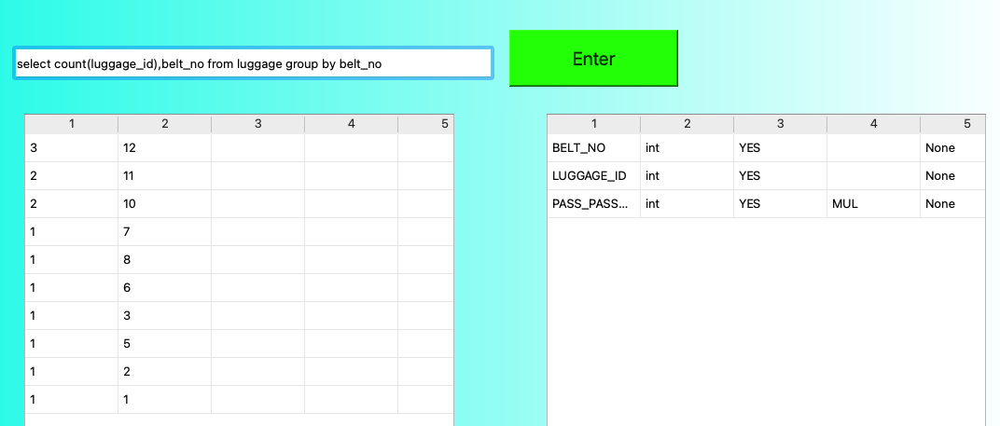 select count(luggage_id),belt_no from luggage group by belt_no
Enter
1 2 3 4 5
3 12
2 11
2 10
1 7
1 8
1 6
1 3
1 5
1 2
1 1
1 2 3 4 5
BELT_NO int YES None
LUGGAGE_ID int YES None
PASS_PASS... int YES MUL None